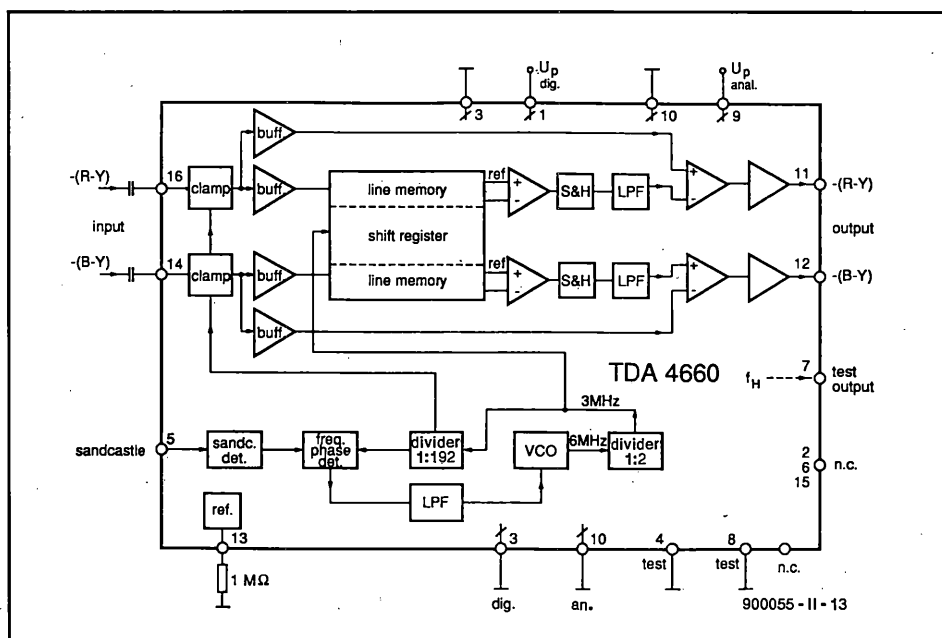 Up
dig.
Up
anal.
3
1
10
9
buff.
-(R-Y)
16
clamp
buff.
line memory
ref
+
-
S&H
LPF
+
-
11
-(R-Y)
input
shift register
output
-(B-Y)
14
clamp
buff.
line memory
ref
+
-
S&H
LPF
+
-
12
-(B-Y)
buff.
TDA 4660
fH
7
test
output
3MHz
sandcastle
5
sandc.
det.
freq.
phase
det.
divider
1:192
VCO
6MHz
divider
1:2
2
6
15
n.c.
LPF
ref.
13
3
10
4
8
1 MΩ
dig.
an.
test
test
n.c.
900055 - II - 13